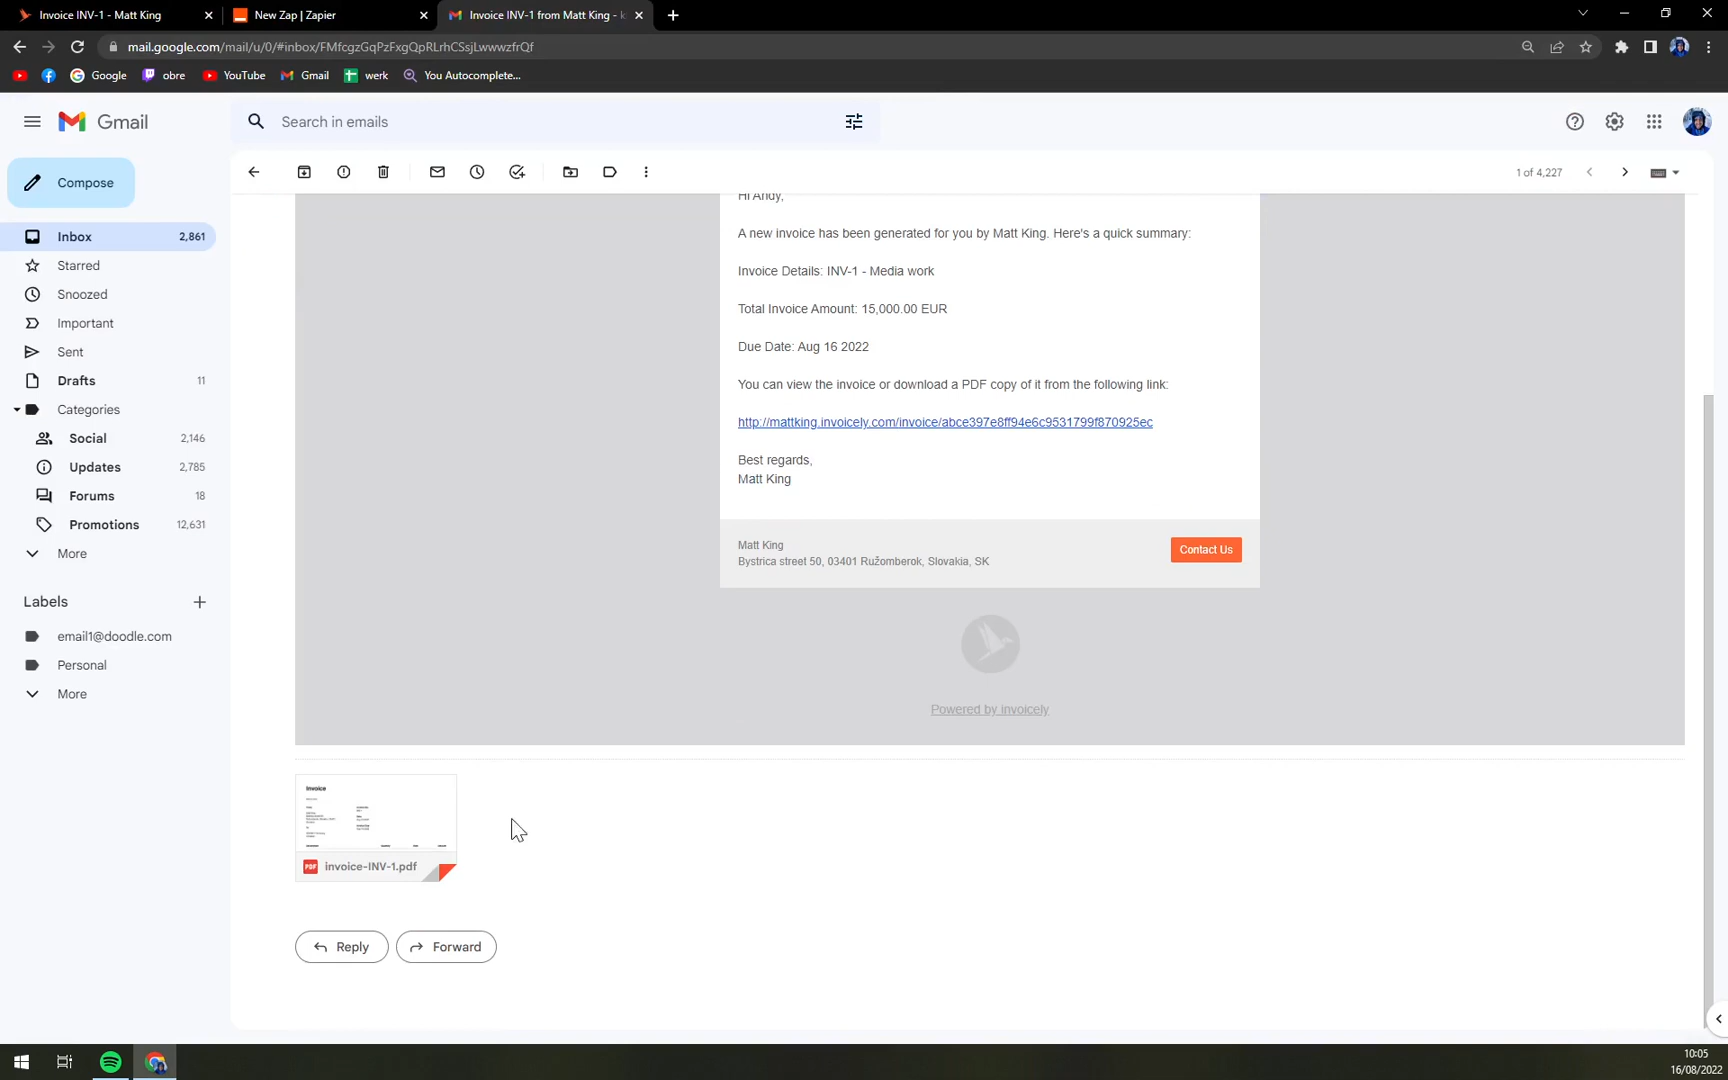 Invoice INV-1 - Matt King
New Zap | Zapier
Invoice INV-1 from Matt King -
mail.google.com/mail/u/0/#inbox/FMfcgzGqPzFxgQpRLrhCSsjLwwwzfrQf
Google
obre
YouTube
Gmail
werk
You Autocomplete...
Gmail
Search in emails
Compose
1 of 4,227
Inbox 2,861
Starred
Snoozed
Important
Sent
Drafts 11
Categories
Social 2,146
Updates 2,785
Forums 18
Promotions 12,631
More
Labels
email1@doodle.com
Personal
More
Hi Andy,
A new invoice has been generated for you by Matt King. Here's a quick summary:
Invoice Details: INV-1 - Media work
Total Invoice Amount: 15,000.00 EUR
Due Date: Aug 16 2022
You can view the invoice or download a PDF copy of it from the following link:
http://mattking.invoicely.com/invoice/abce397e8ff94e6c9531799f870925ec
Best regards,
Matt King
Matt King
Bystrica street 50, 03401 Ružomberok, Slovakia, SK
Contact Us
Powered by invoicely
Invoice
PDF invoice-INV-1.pdf
Reply
Forward
10:05
16/08/2022